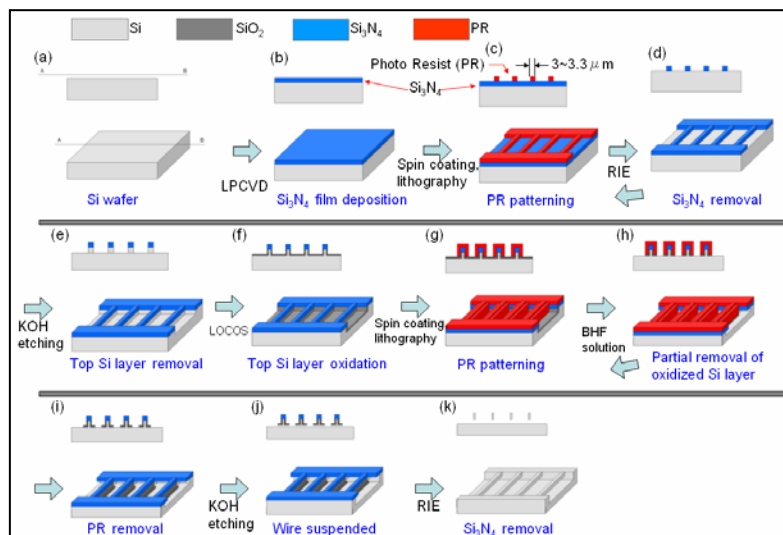 Si SiO2 Si3N4 PR
(a) (b) (c) (d)
Photo Resist (PR) 3~3.3 μm
Si3N4
A B
A B
LPCVD Spin coating, lithography RIE
Si wafer Si3N4 film deposition PR patterning Si3N4 removal
(e) (f) (g) (h)
KOH etching LOCOS Spin coating, lithography BHF solution
Top Si layer removal Top Si layer oxidation PR patterning Partial removal of oxidized Si layer
(i) (j) (k)
KOH etching RIE
PR removal Wire suspended Si3N4 removal